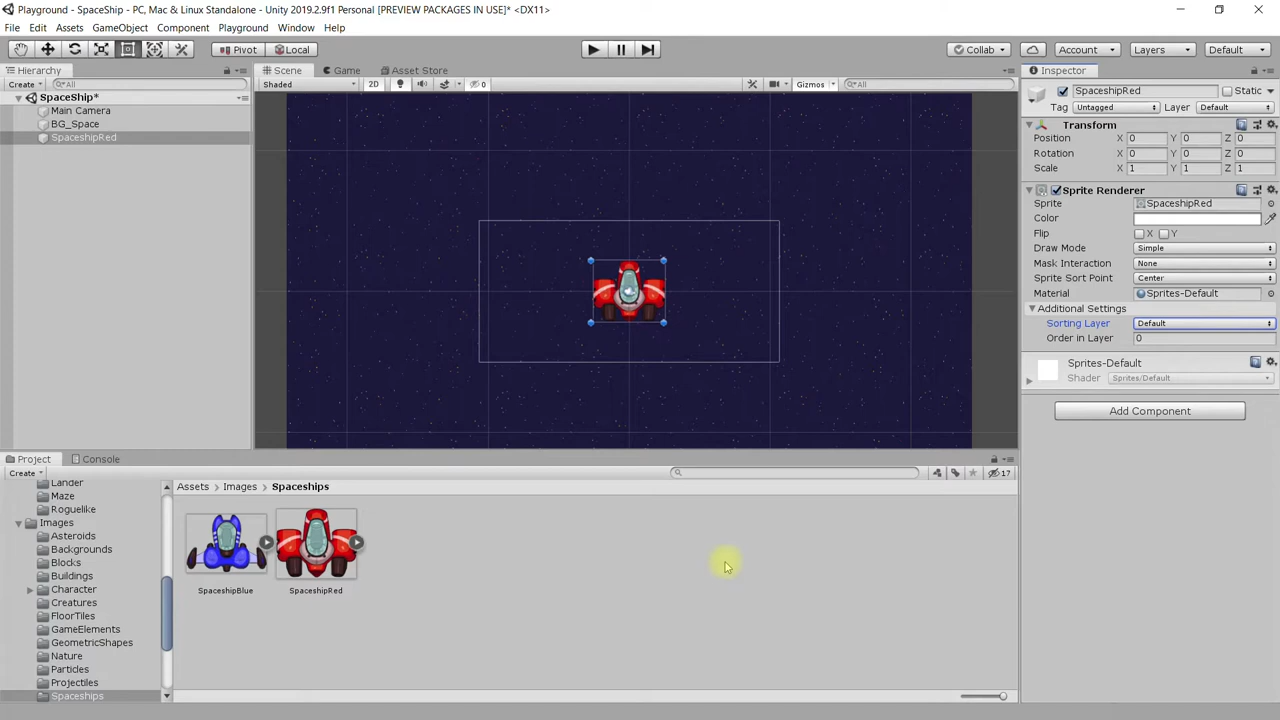 Playground - SpaceShip - PC, Mac & Linux Standalone - Unity 2019.2.9f1 Personal [PREVIEW PACKAGES IN USE]* <DX11>
File Edit Assets GameObject Component Playground Window Help
Pivot Local Collab Account Layers Default
Hierarchy
Create All
SpaceShip*
Main Camera
BG_Space
SpaceshipRed
Scene Game Asset Store
Shaded 2D 0 Gizmos All
Inspector
SpaceshipRed Static
Tag Untagged Layer Default
Transform
Position X 0 Y 0 Z 0
Rotation X 0 Y 0 Z 0
Scale X 1 Y 1 Z 1
Sprite Renderer
Sprite SpaceshipRed
Color
Flip X Y
Draw Mode Simple
Mask Interaction None
Sprite Sort Point Center
Material Sprites-Default
Additional Settings
Sorting Layer Default
Order in Layer 0
Sprites-Default
Shader Sprites/Default
Add Component
Project Console
Create 17
Lander
Maze
Roguelike
Images
Asteroids
Backgrounds
Blocks
Buildings
Character
Creatures
FloorTiles
GameElements
GeometricShapes
Nature
Particles
Projectiles
Spaceships
Assets Images Spaceships
SpaceshipBlue SpaceshipRed